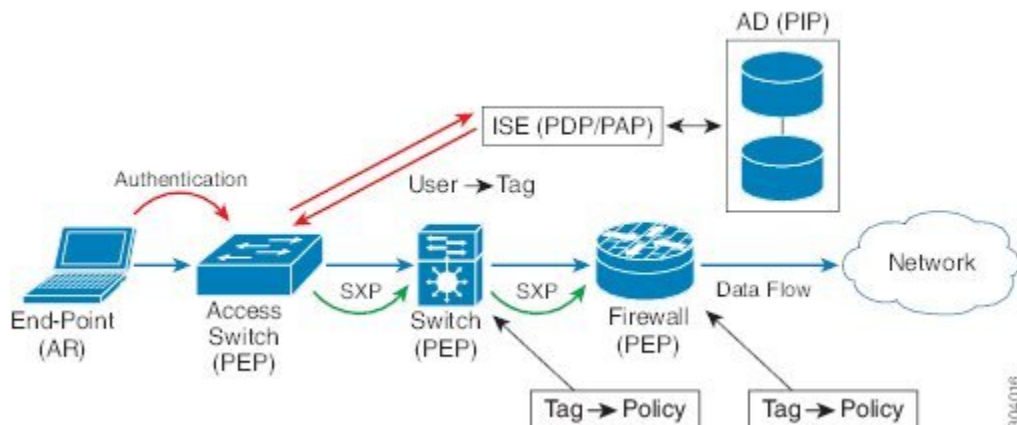 AD (PIP)
ISE (PDP/PAP)
Authentication
User → Tag
SXP
SXP
Data Flow
Network
End-Point
(AR)
Access
Switch
(PEP)
Switch
(PEP)
Firewall
(PEP)
Tag → Policy
Tag → Policy
304016